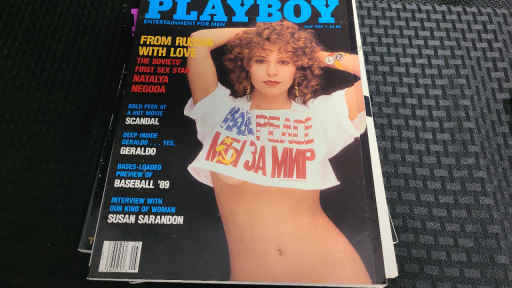 PLAYBOY
ENTERTAINMENT FOR MEN
FROM RUSSIA
WITH LOVE
THE SOVIETS'
FIRST SEX STAR
NATALYA
NEGODA
BOLD PEEK AT
A HOT MOVIE
SCANDAL
DEEP INSIDE
GERALDO . . . YES,
GERALDO
BASES-LOADED
PREVIEW OF
BASEBALL '89
INTERVIEW WITH
OUR KIND OF WOMAN
SUSAN SARANDON
PEACE
МЫ ЗА МИР